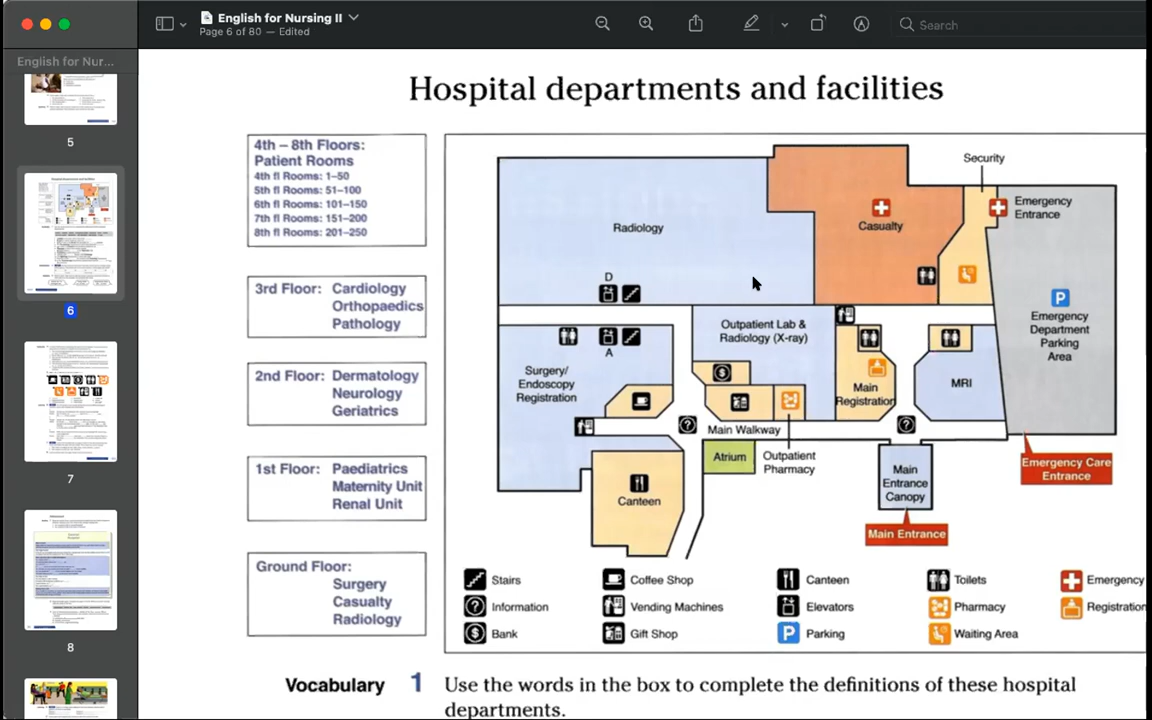 English for Nursing II
Page 6 of 80 — Edited
Search
English for Nur...
5
6
7
8
Hospital departments and facilities
4th – 8th Floors:
Patient Rooms
4th fl Rooms: 1–50
5th fl Rooms: 51–100
6th fl Rooms: 101–150
7th fl Rooms: 151–200
8th fl Rooms: 201–250
3rd Floor: Cardiology
Orthopaedics
Pathology
2nd Floor: Dermatology
Neurology
Geriatrics
1st Floor: Paediatrics
Maternity Unit
Renal Unit
Ground Floor:
Surgery
Casualty
Radiology
Security
Emergency
Entrance
Radiology
Casualty
D
P
Emergency
Department
Parking
Area
Outpatient Lab &
Radiology (X-ray)
A
Surgery/
Endoscopy
Registration
Main
Registration
MRI
Main Walkway
Atrium
Outpatient
Pharmacy
Main
Entrance
Canopy
Emergency Care
Entrance
Canteen
Main Entrance
Stairs
Coffee Shop
Canteen
Toilets
Emergency
Information
Vending Machines
Elevators
Pharmacy
Registration
Bank
Gift Shop
P Parking
Waiting Area
Vocabulary 1 Use the words in the box to complete the definitions of these hospital
departments.